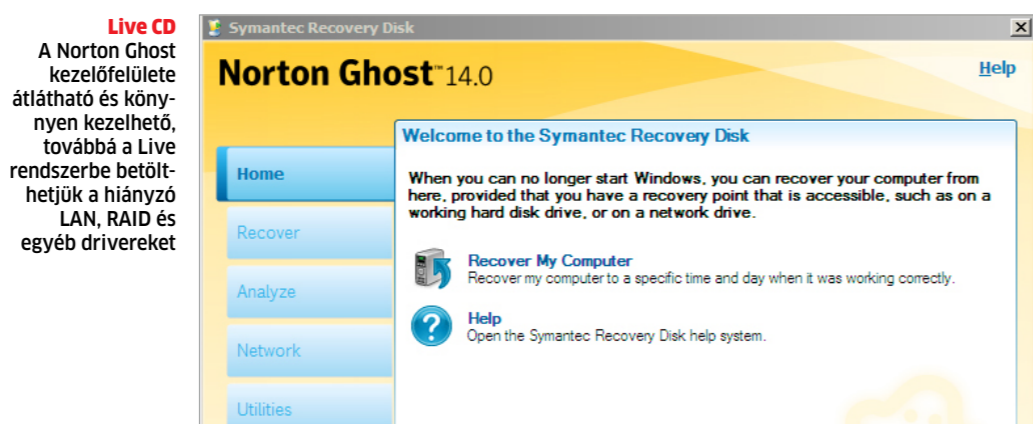 Live CD
A Norton Ghost
kezelőfelülete
átlátható és köny-
nyen kezelhető,
továbbá a Live
rendszerbe betölt-
hetjük a hiányzó
LAN, RAID és
egyéb drivereket
Symantec Recovery Disk
Norton Ghost™ 14.0
Help
Home
Recover
Analyze
Network
Utilities
Welcome to the Symantec Recovery Disk
When you can no longer start Windows, you can recover your computer from
here, provided that you have a recovery point that is accessible, such as on a
working hard disk drive, or on a network drive.
Recover My Computer
Recover my computer to a specific time and day when it was working correctly.
Help
Open the Symantec Recovery Disk help system.